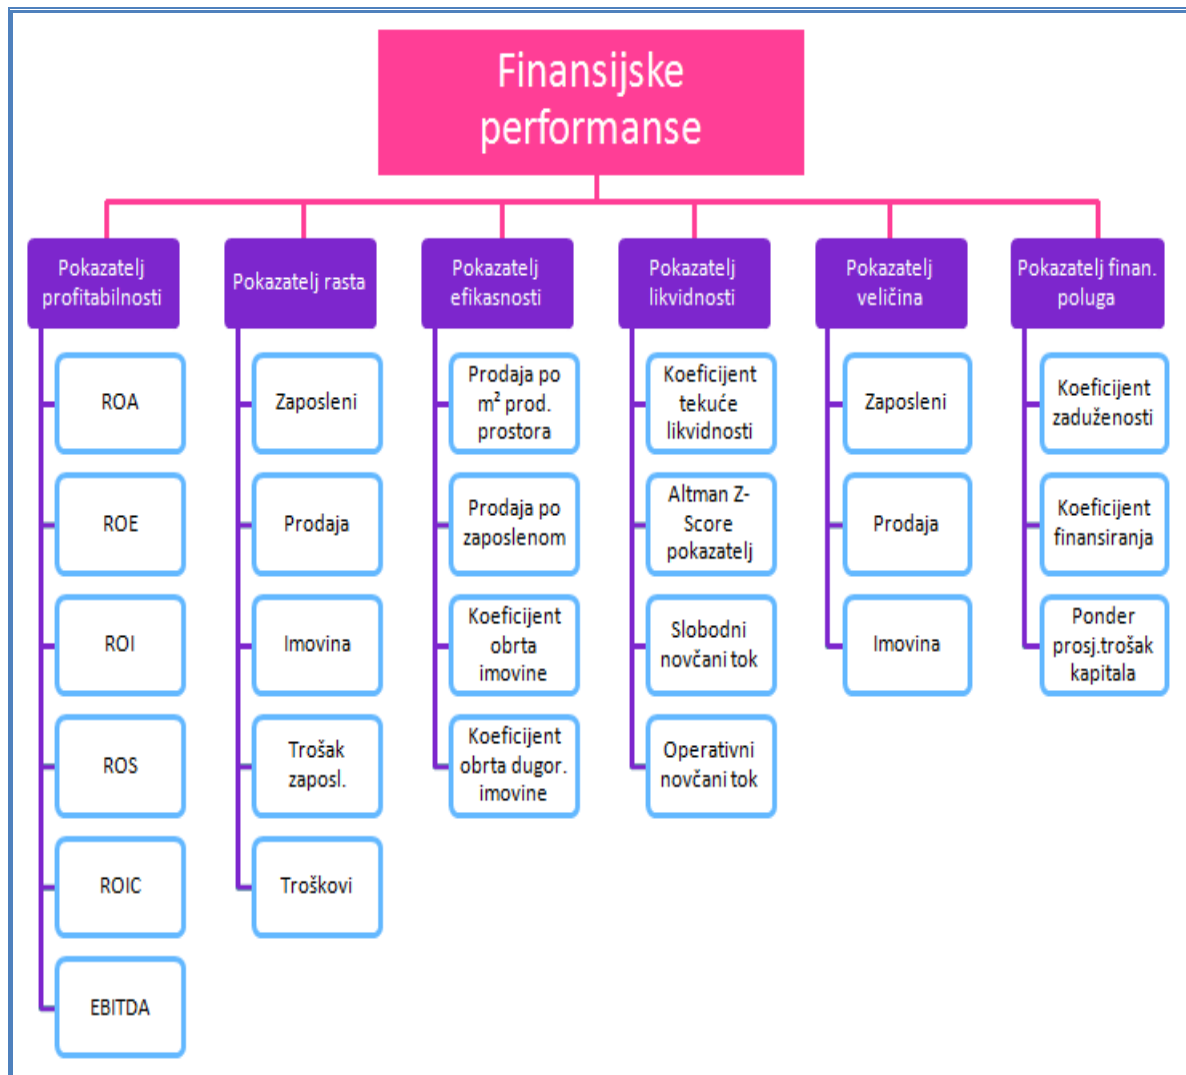 Finansijske
performanse
Pokazatelj
profitabilnosti
ROA
ROE
ROI
ROS
ROIC
EBITDA
Pokazatelj rasta
Zaposleni
Prodaja
Imovina
Trošak
zaposl.
Troškovi
Pokazatelj
efikasnosti
Prodaja po
m² prod.
prostora
Prodaja po
zaposlenom
Koeficijent
obrta
imovine
Koeficijent
obrta dugor.
imovine
Pokazatelj
likvidnosti
Koeficijent
tekuće
likvidnosti
Altman Z-
Score
pokazatelj
Slobodni
novčani tok
Operativni
novčani tok
Pokazatelj
veličina
Zaposleni
Prodaja
Imovina
Pokazatelj finan.
poluga
Koeficijent
zaduženosti
Koeficijent
finansiranja
Ponder
prosj.trošak
kapitala